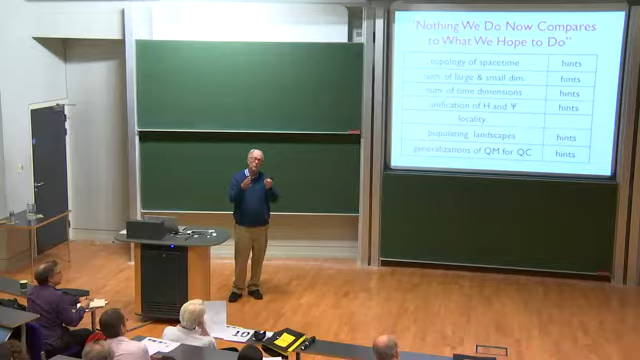 "Nothing We Do Now Compares
to What We Hope to Do"
topology of spacetime hints
num of large & small dim hints
num of time dimensions hints
unification of H and Ψ hints
locality
populating landscapes hints
generalizations of QM for QC hints
10